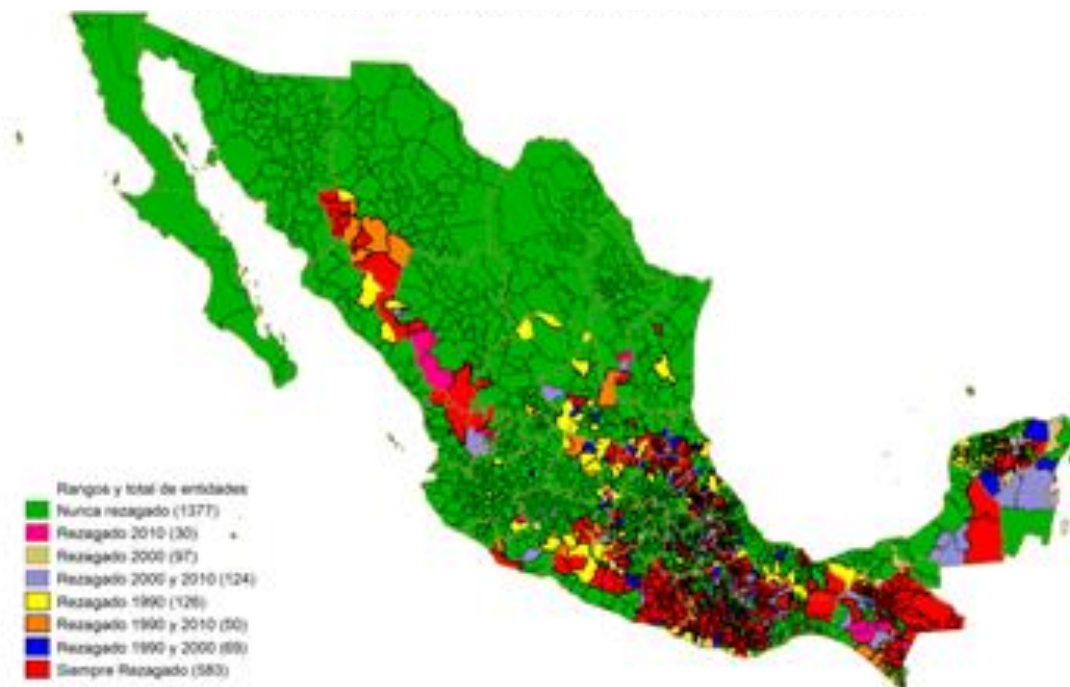 Rangos y total de entidades
Nunca rezagado (1377)
Rezagado 2010 (30)
Rezagado 2000 (97)
Rezagado 2000 y 2010 (124)
Rezagado 1990 (126)
Rezagado 1990 y 2010 (50)
Rezagado 1990 y 2000 (69)
Siempre Rezagado (583)